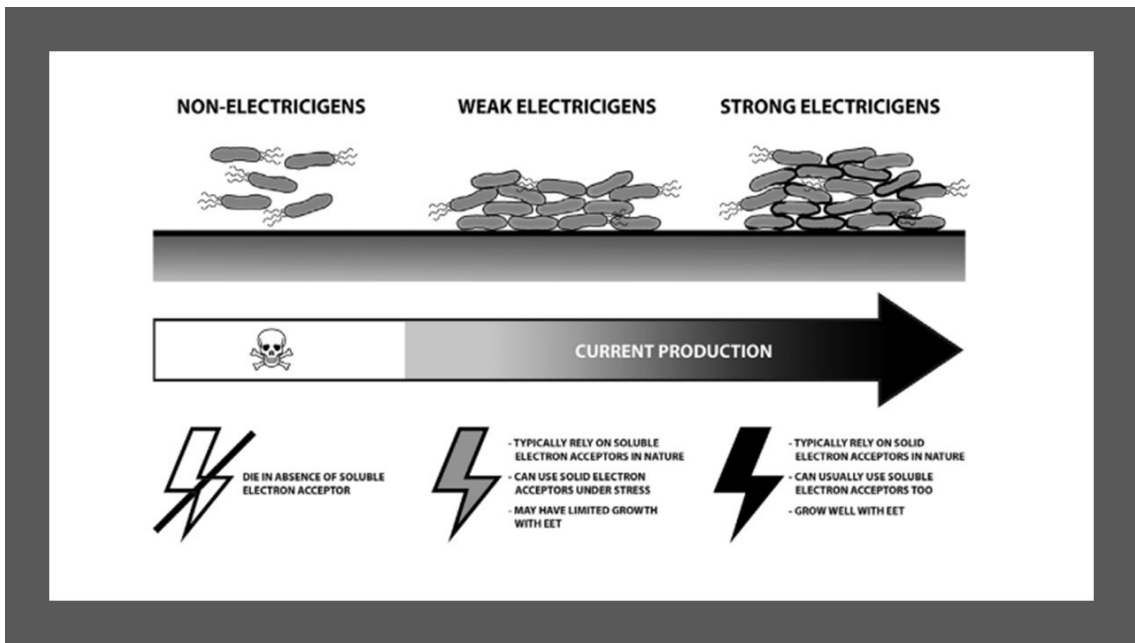 NON-ELECTRICIGENS
WEAK ELECTRICIGENS
STRONG ELECTRICIGENS
CURRENT PRODUCTION
DIE IN ABSENCE OF SOLUBLE
ELECTRON ACCEPTOR
- TYPICALLY RELY ON SOLUBLE
ELECTRON ACCEPTORS IN NATURE
- CAN USE SOLID ELECTRON
ACCEPTORS UNDER STRESS
- MAY HAVE LIMITED GROWTH
WITH EET
- TYPICALLY RELY ON SOLID
ELECTRON ACCEPTORS IN NATURE
- CAN USUALLY USE SOLUBLE
ELECTRON ACCEPTORS TOO
- GROW WELL WITH EET